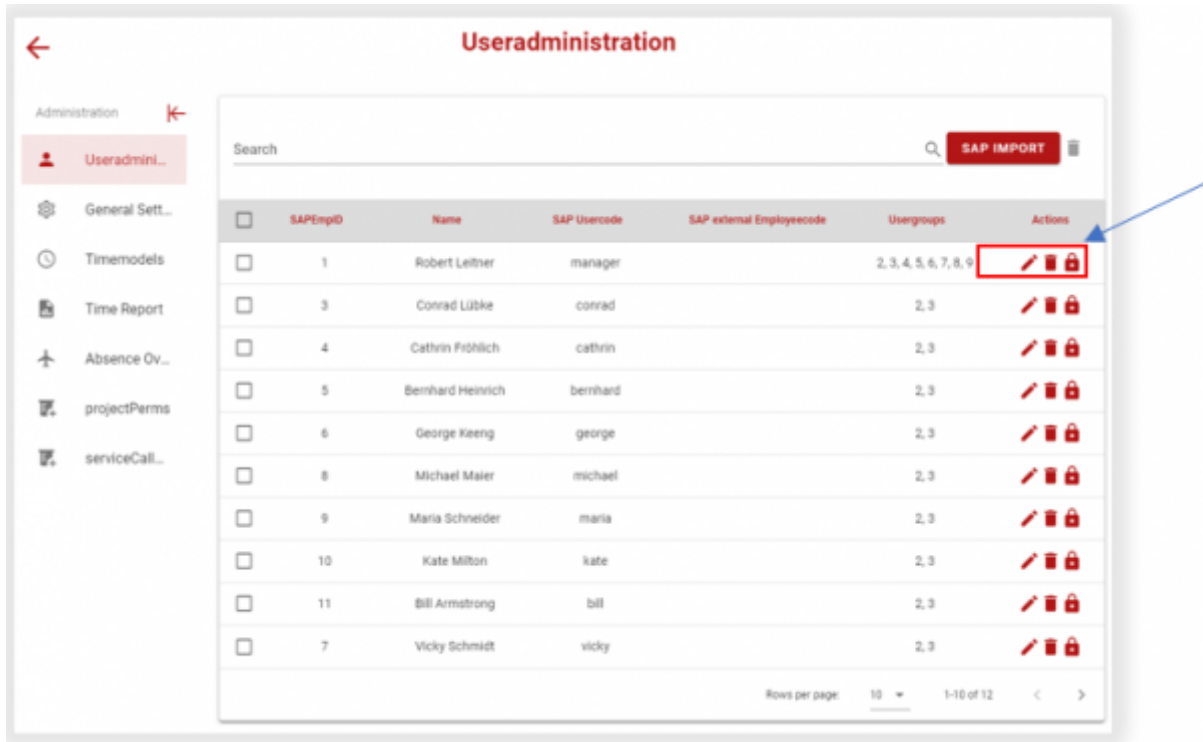 Useradministration
Administration
Useradmini...
General Sett...
Timemodels
Time Report
Absence Ov...
projectPerms
serviceCall...
Search
SAP IMPORT
SAPEmpID Name SAP Usercode SAP external Employeecode Usergroups Actions
1 Robert Leitner manager 2, 3, 4, 5, 6, 7, 8, 9
3 Conrad Lübke conrad 2, 3
4 Cathrin Fröhlich cathrin 2, 3
5 Bernhard Heinrich bernhard 2, 3
6 George Keeng george 2, 3
8 Michael Maier michael 2, 3
9 Maria Schneider maria 2, 3
10 Kate Milton kate 2, 3
11 Bill Armstrong bill 2, 3
7 Vicky Schmidt vicky 2, 3
Rows per page: 10 1-10 of 12